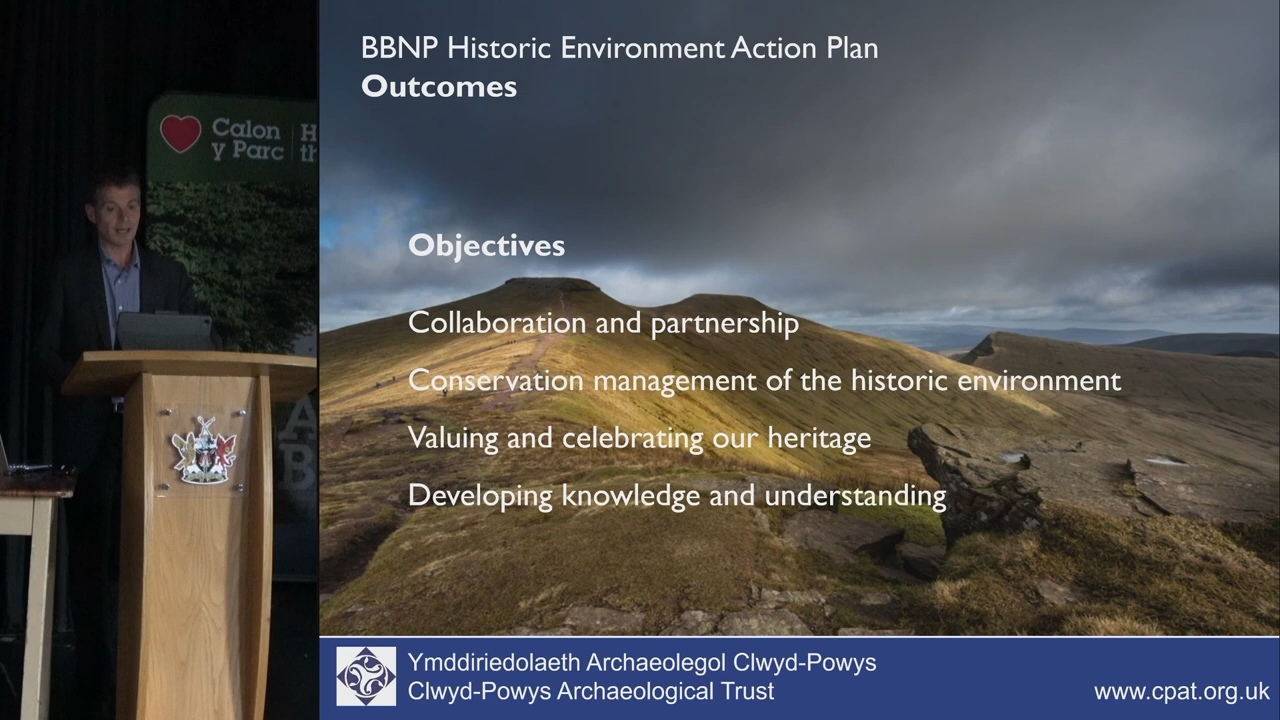 BBNP Historic Environment Action Plan
Outcomes
Calon
y Parc
H
th
Objectives
Collaboration and partnership
Conservation management of the historic environment
Valuing and celebrating our heritage
Developing knowledge and understanding
Ymddiriedolaeth Archaeolegol Clwyd-Powys
Clwyd-Powys Archaeological Trust
www.cpat.org.uk